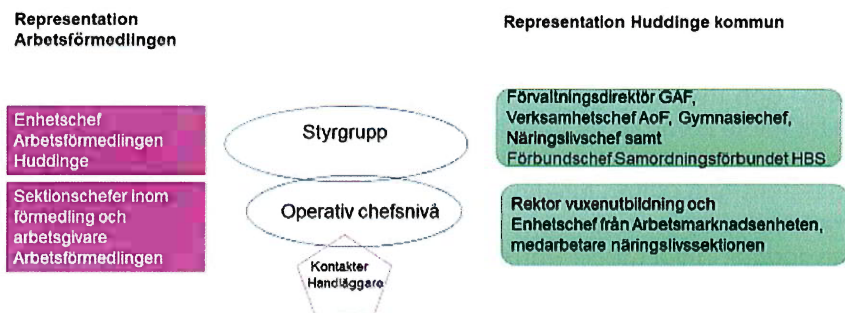 Representation
Arbetsförmedlingen
Representation Huddinge kommun
Enhetschef
Arbetsförmedlingen
Huddinge
Styrgrupp
Förvaltningsdirektör GAF,
Verksamhetschef AoF, Gymnasiechef,
Näringslivschef samt
Förbundschef Samordningsförbundet HBS
Sektionschefer inom
förmedling och
arbetsgivare
Arbetsförmedlingen
Operativ chefsnivå
Rektor vuxenutbildning och
Enhetschef från Arbetsmarknadsenheten,
medarbetare näringslivssektionen
Kontakter
Handläggare